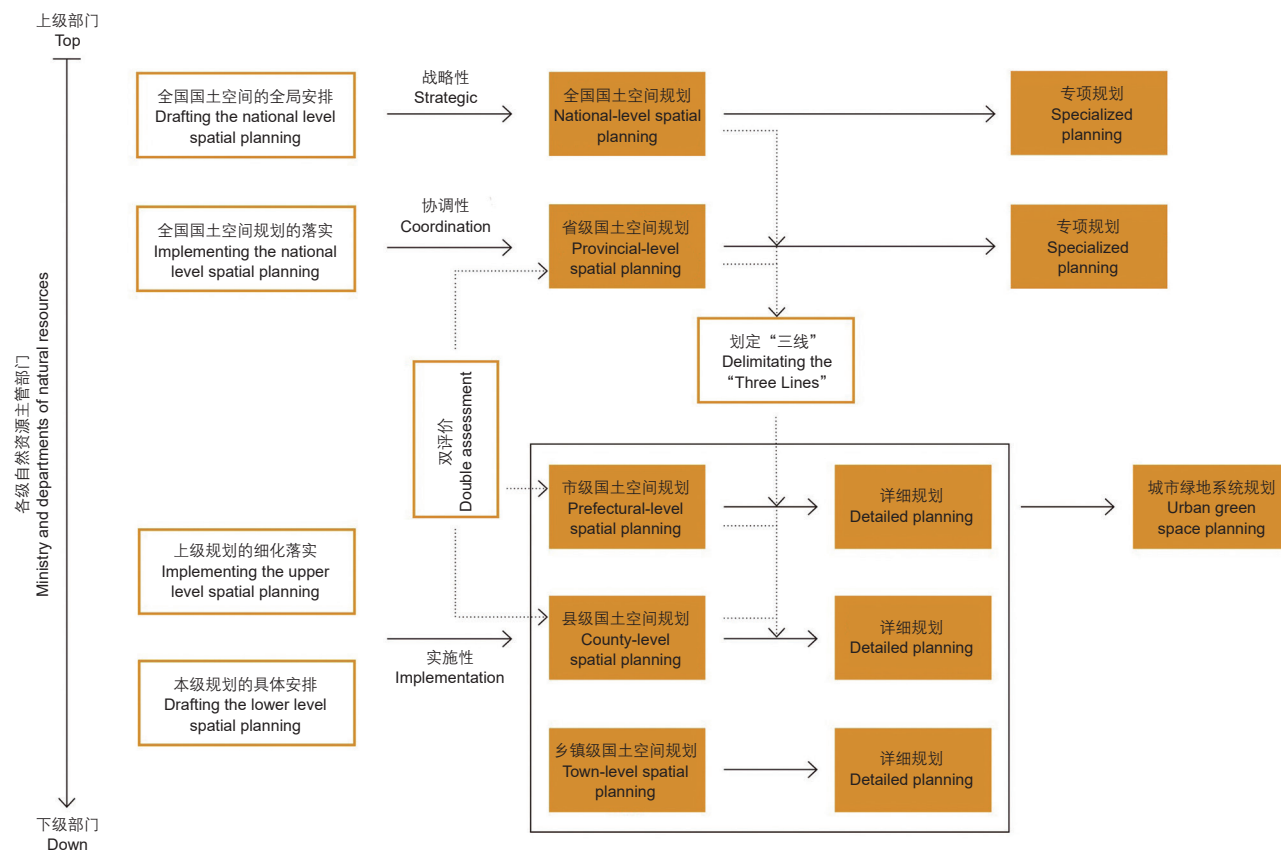 上级部门
Top
全国国土空间的全局安排
Drafting the national level
spatial planning
战略性
Strategic
全国国土空间规划
National-level spatial
planning
专项规划
Specialized
planning
全国国土空间规划的落实
Implementing the national
level spatial planning
协调性
Coordination
省级国土空间规划
Provincial-level
spatial planning
专项规划
Specialized
planning
划定“三线”
Delimitating the
“Three Lines”
各级自然资源主管部门
Ministry and departments of natural resources
双评价
Double assessment
市级国土空间规划
Prefectural-level
spatial planning
详细规划
Detailed planning
城市绿地系统规划
Urban green
space planning
上级规划的细化落实
Implementing the upper
level spatial planning
县级国土空间规划
County-level
spatial planning
详细规划
Detailed planning
实施性
Implementation
本级规划的具体安排
Drafting the lower level
spatial planning
乡镇级国土空间规划
Town-level spatial
planning
详细规划
Detailed planning
下级部门
Down